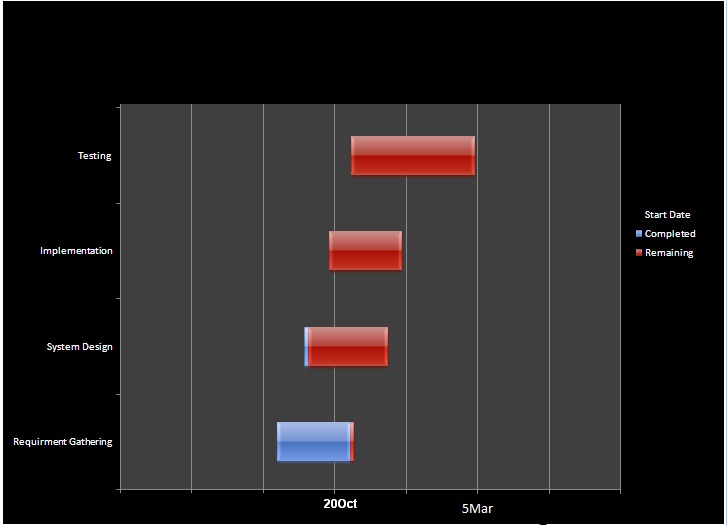 Testing
Implementation
System Design
Requirment Gathering
Start Date
Completed
Remaining
20Oct
5Mar